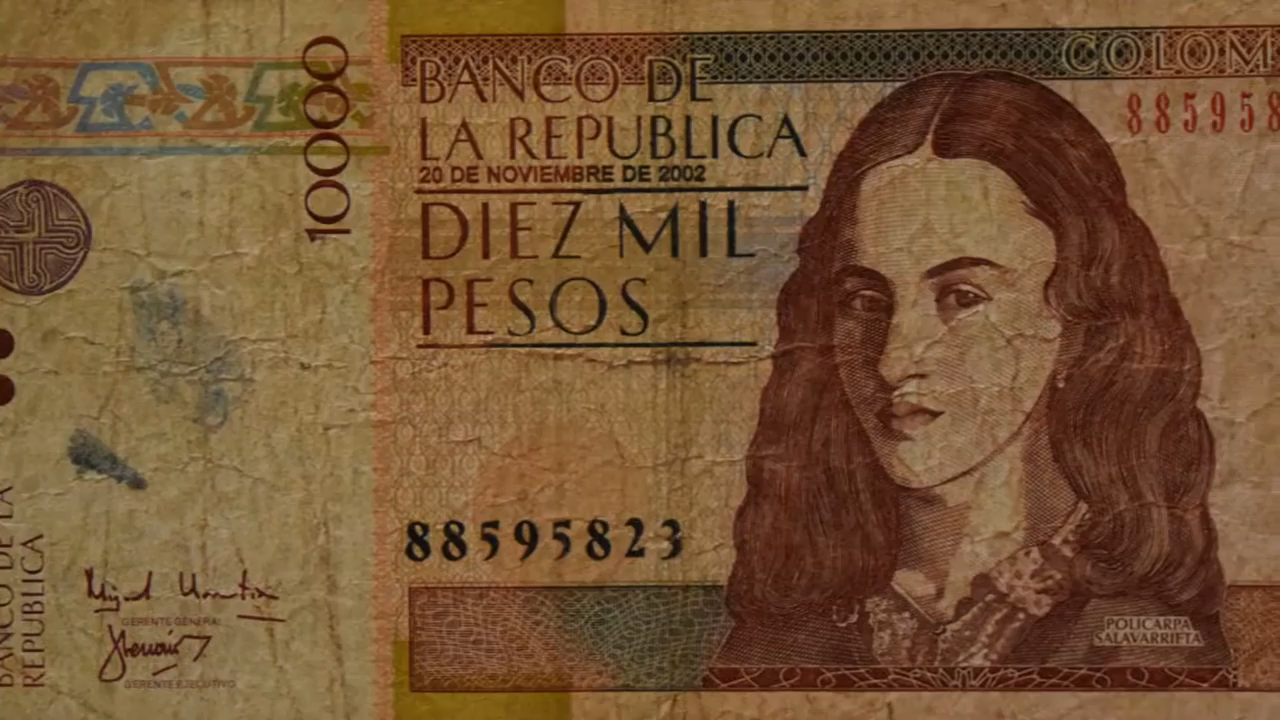 10000
BANCO DE LA
REPUBLICA
GERENTE GENERAL
GERENTE EJECUTIVO
BANCO DE
LA REPUBLICA
20 DE NOVIEMBRE DE 2002
DIEZ MIL
PESOS
88595823
COLOM
885958
POLICARPA
SALAVARRIETA